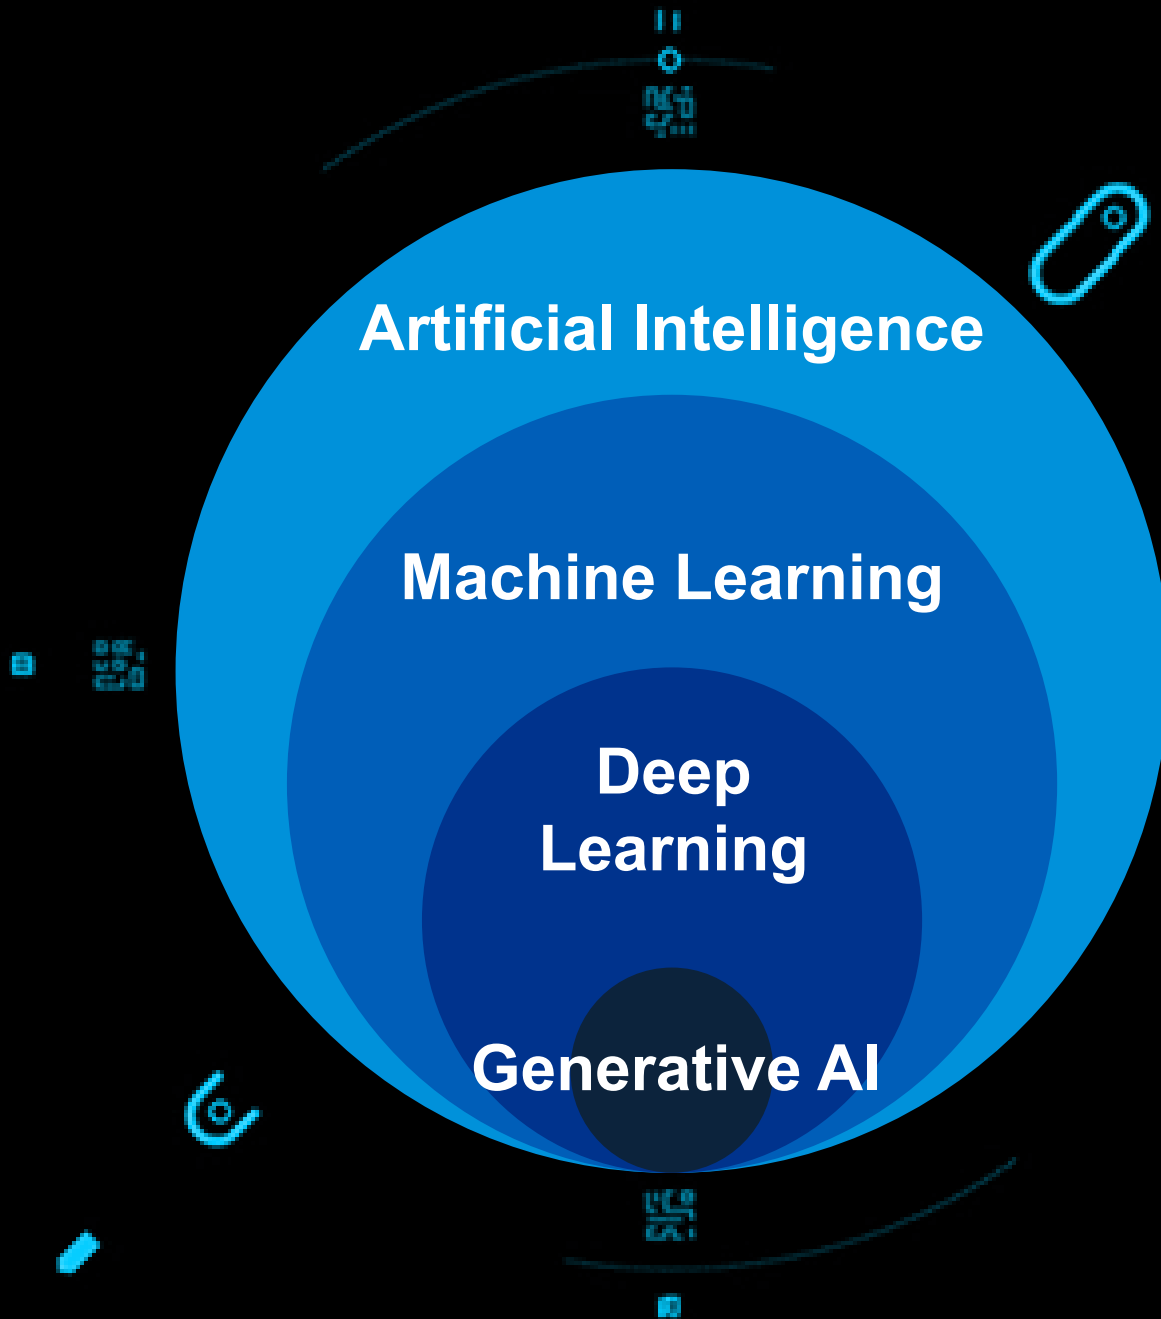 Artificial Intelligence
Machine Learning
Deep
Learning
Generative AI